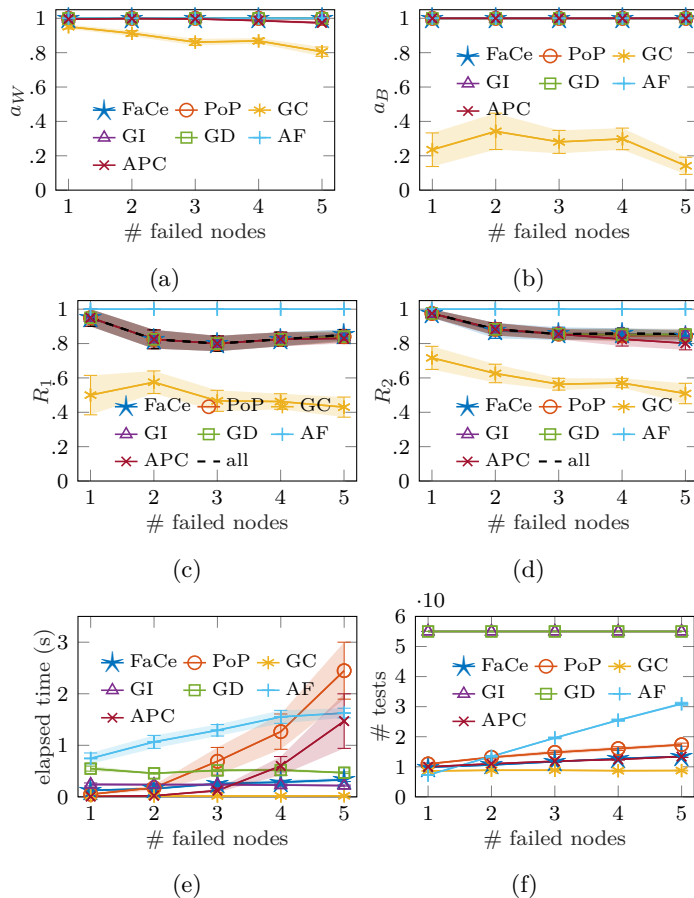 1
.8
.6
.4
.2
0
a_W
FaCe PoP GC
GI GD AF
APC
1 2 3 4 5
# failed nodes
(a)
1
.8
.6
.4
.2
0
a_B
FaCe PoP GC
GI GD AF
APC
1 2 3 4 5
# failed nodes
(b)
1
.8
.6
.4
.2
0
R_1
FaCe PoP GC
GI GD AF
APC all
1 2 3 4 5
# failed nodes
(c)
1
.8
.6
.4
.2
0
R_2
FaCe PoP GC
GI GD AF
APC all
1 2 3 4 5
# failed nodes
(d)
3
2
1
0
elapsed time (s)
FaCe PoP GC
GI GD AF
APC
1 2 3 4 5
# failed nodes
(e)
·10
6
5
4
3
2
1
0
# tests
FaCe PoP GC
GI GD AF
APC
1 2 3 4 5
# failed nodes
(f)